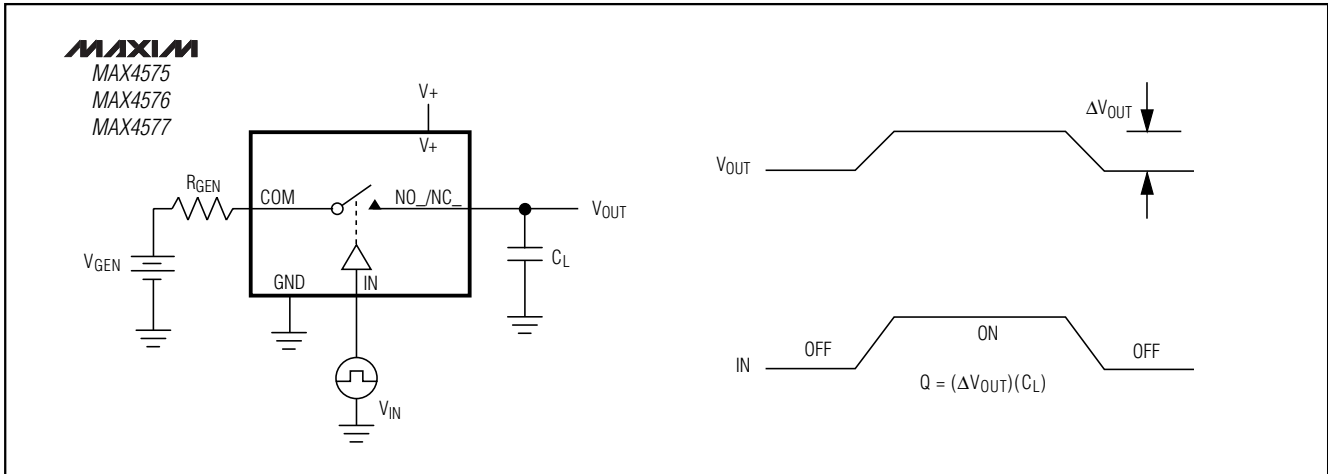 MAXIM
MAX4575
MAX4576
MAX4577
V+
V+
RGEN
COM
NO_/NC_
VOUT
VGEN
GND
IN
CL
VIN
ΔVOUT
VOUT
IN
OFF
ON
OFF
Q = (ΔVOUT)(CL)